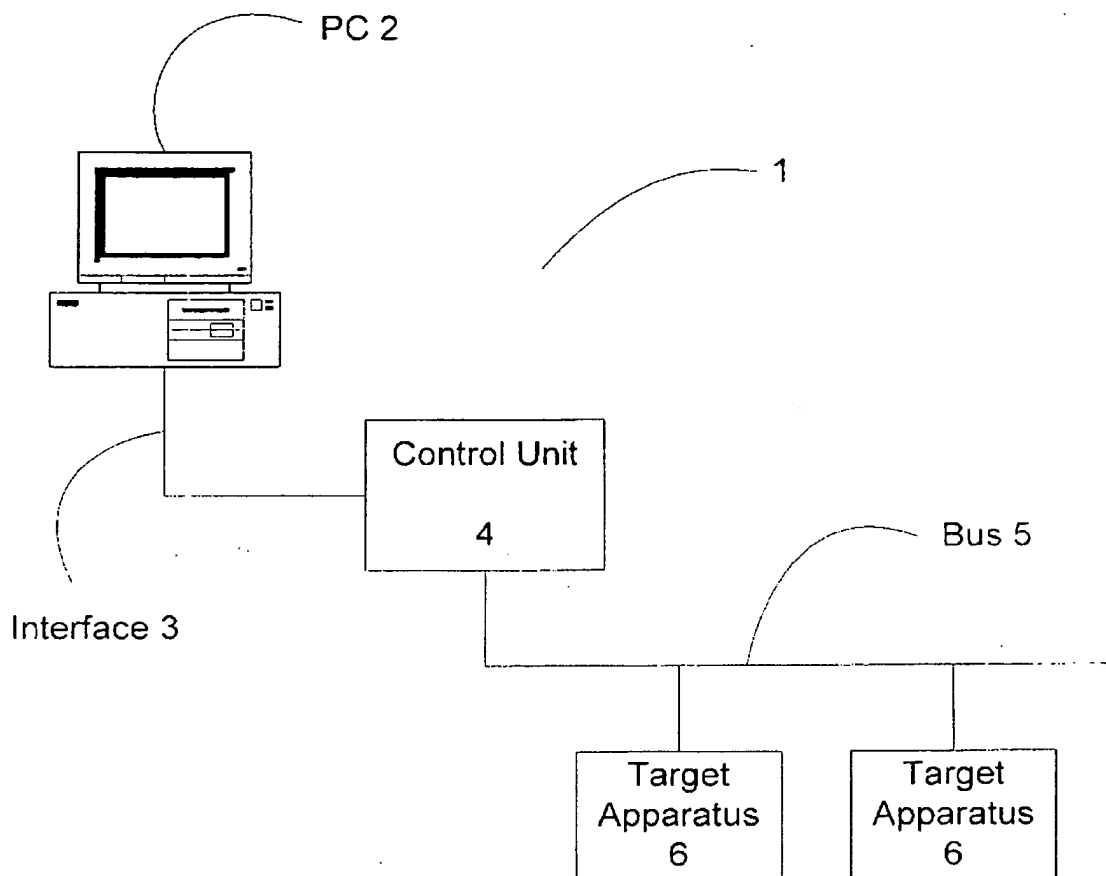 PC 2
1
Control Unit
4
Bus 5
Interface 3
Target
Apparatus
6
Target
Apparatus
6